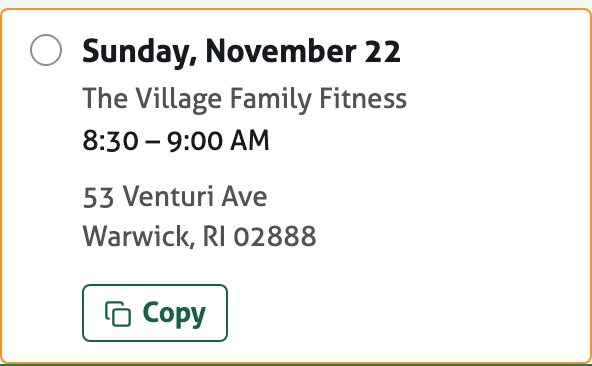 Sunday, November 22
The Village Family Fitness
8:30 – 9:00 AM
53 Venturi Ave
Warwick, RI 02888
Copy